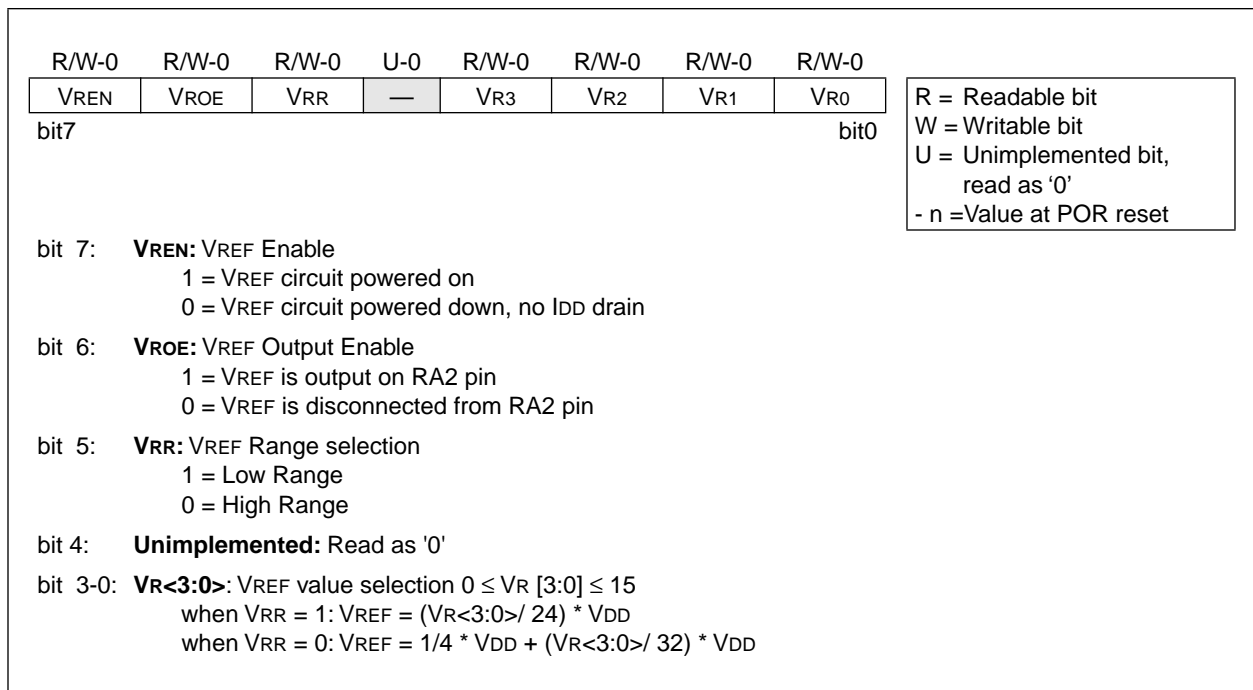 R/W-0 R/W-0 R/W-0 U-0 R/W-0 R/W-0 R/W-0 R/W-0
VREN VROE VRR — VR3 VR2 VR1 VR0
bit7 bit0
R = Readable bit
W = Writable bit
U = Unimplemented bit,
read as ‘0’
- n =Value at POR reset
bit 7: VREN: VREF Enable
1 = VREF circuit powered on
0 = VREF circuit powered down, no IDD drain
bit 6: VROE: VREF Output Enable
1 = VREF is output on RA2 pin
0 = VREF is disconnected from RA2 pin
bit 5: VRR: VREF Range selection
1 = Low Range
0 = High Range
bit 4: Unimplemented: Read as '0'
bit 3-0: VR<3:0>: VREF value selection 0 ≤ VR [3:0] ≤ 15
when VRR = 1: VREF = (VR<3:0>/ 24) * VDD
when VRR = 0: VREF = 1/4 * VDD + (VR<3:0>/ 32) * VDD